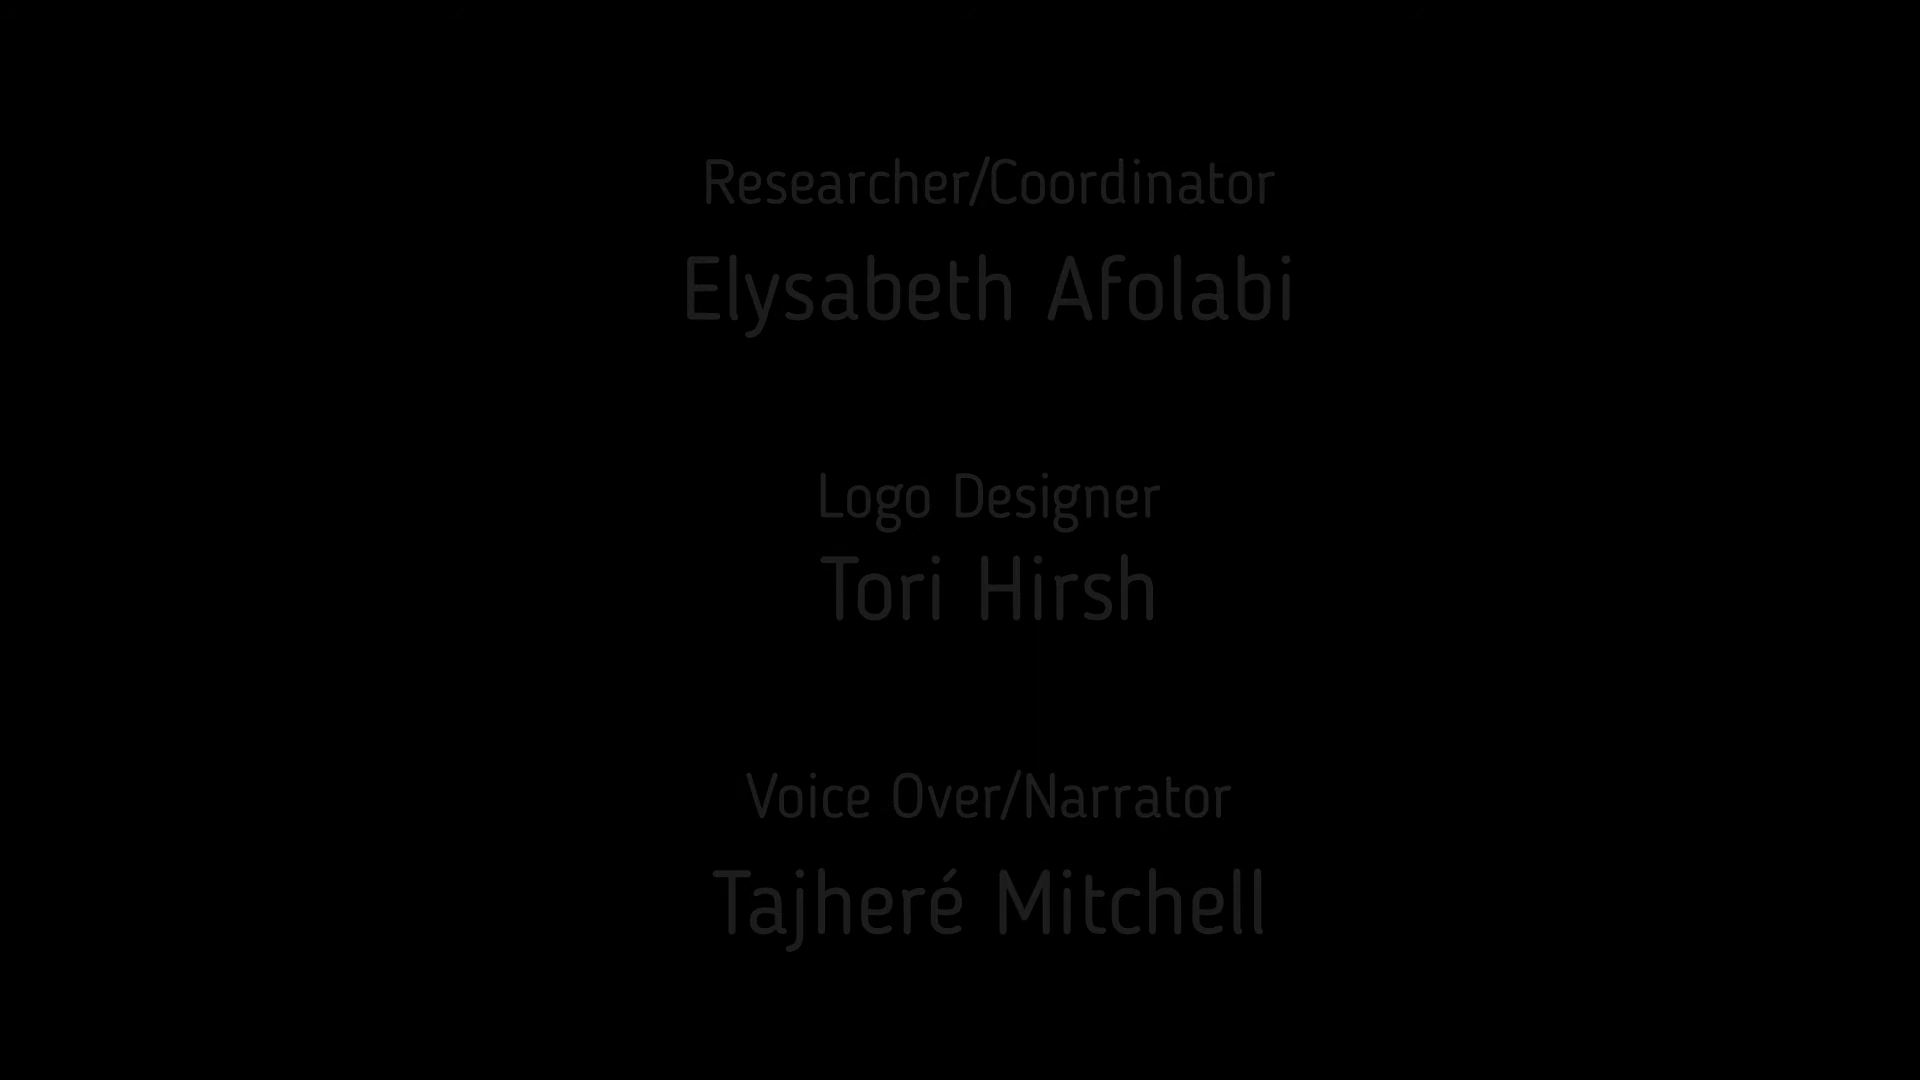 Researcher/Coordinator
Elysabeth Afolabi
Logo Designer
Tori Hirsh
Voice Over/Narrator
Tajheré Mitchell